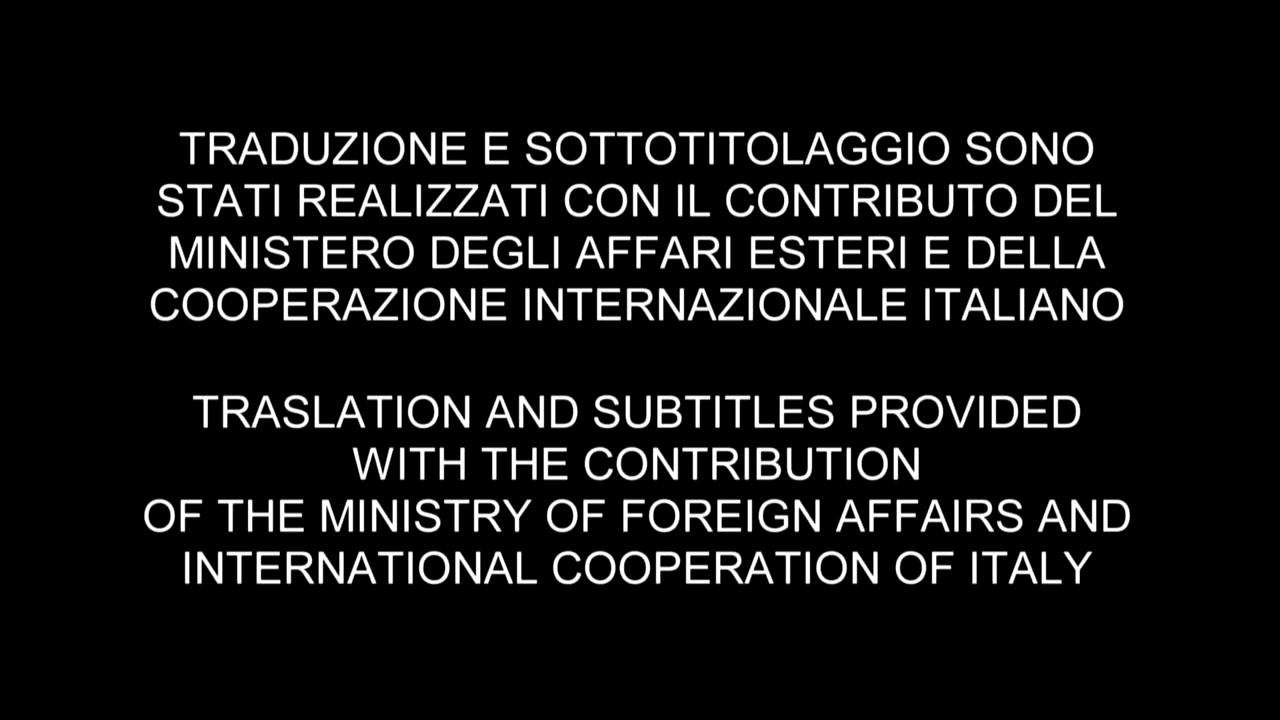 TRADUZIONE E SOTTOTITOLAGGIO SONO
STATI REALIZZATI CON IL CONTRIBUTO DEL
MINISTERO DEGLI AFFARI ESTERI E DELLA
COOPERAZIONE INTERNAZIONALE ITALIANO
TRASLATION AND SUBTITLES PROVIDED
WITH THE CONTRIBUTION
OF THE MINISTRY OF FOREIGN AFFAIRS AND
INTERNATIONAL COOPERATION OF ITALY